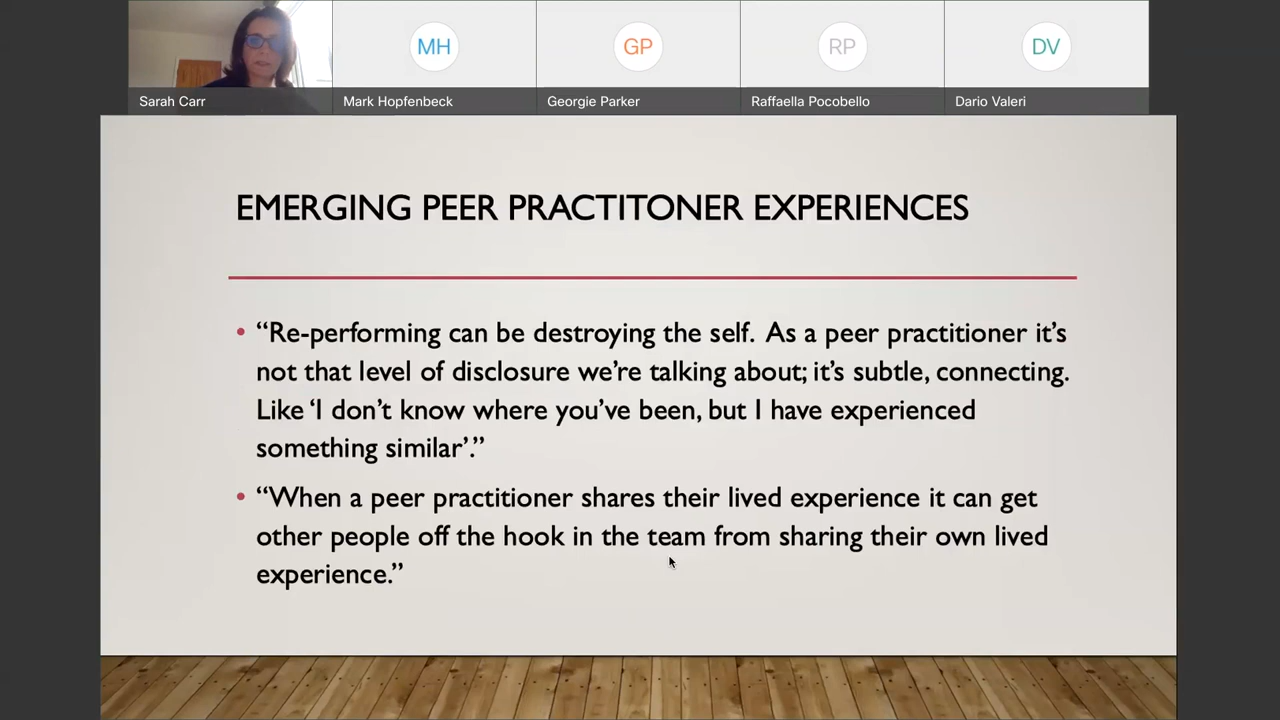 MH
GP
RP
DV
Sarah Carr
Mark Hopfenbeck
Georgie Parker
Raffaella Pocobello
Dario Valeri
EMERGING PEER PRACTITONER EXPERIENCES
• “Re-performing can be destroying the self. As a peer practitioner it’s
not that level of disclosure we’re talking about; it’s subtle, connecting.
Like ‘I don’t know where you’ve been, but I have experienced
something similar’.”
• “When a peer practitioner shares their lived experience it can get
other people off the hook in the team from sharing their own lived
experience.”